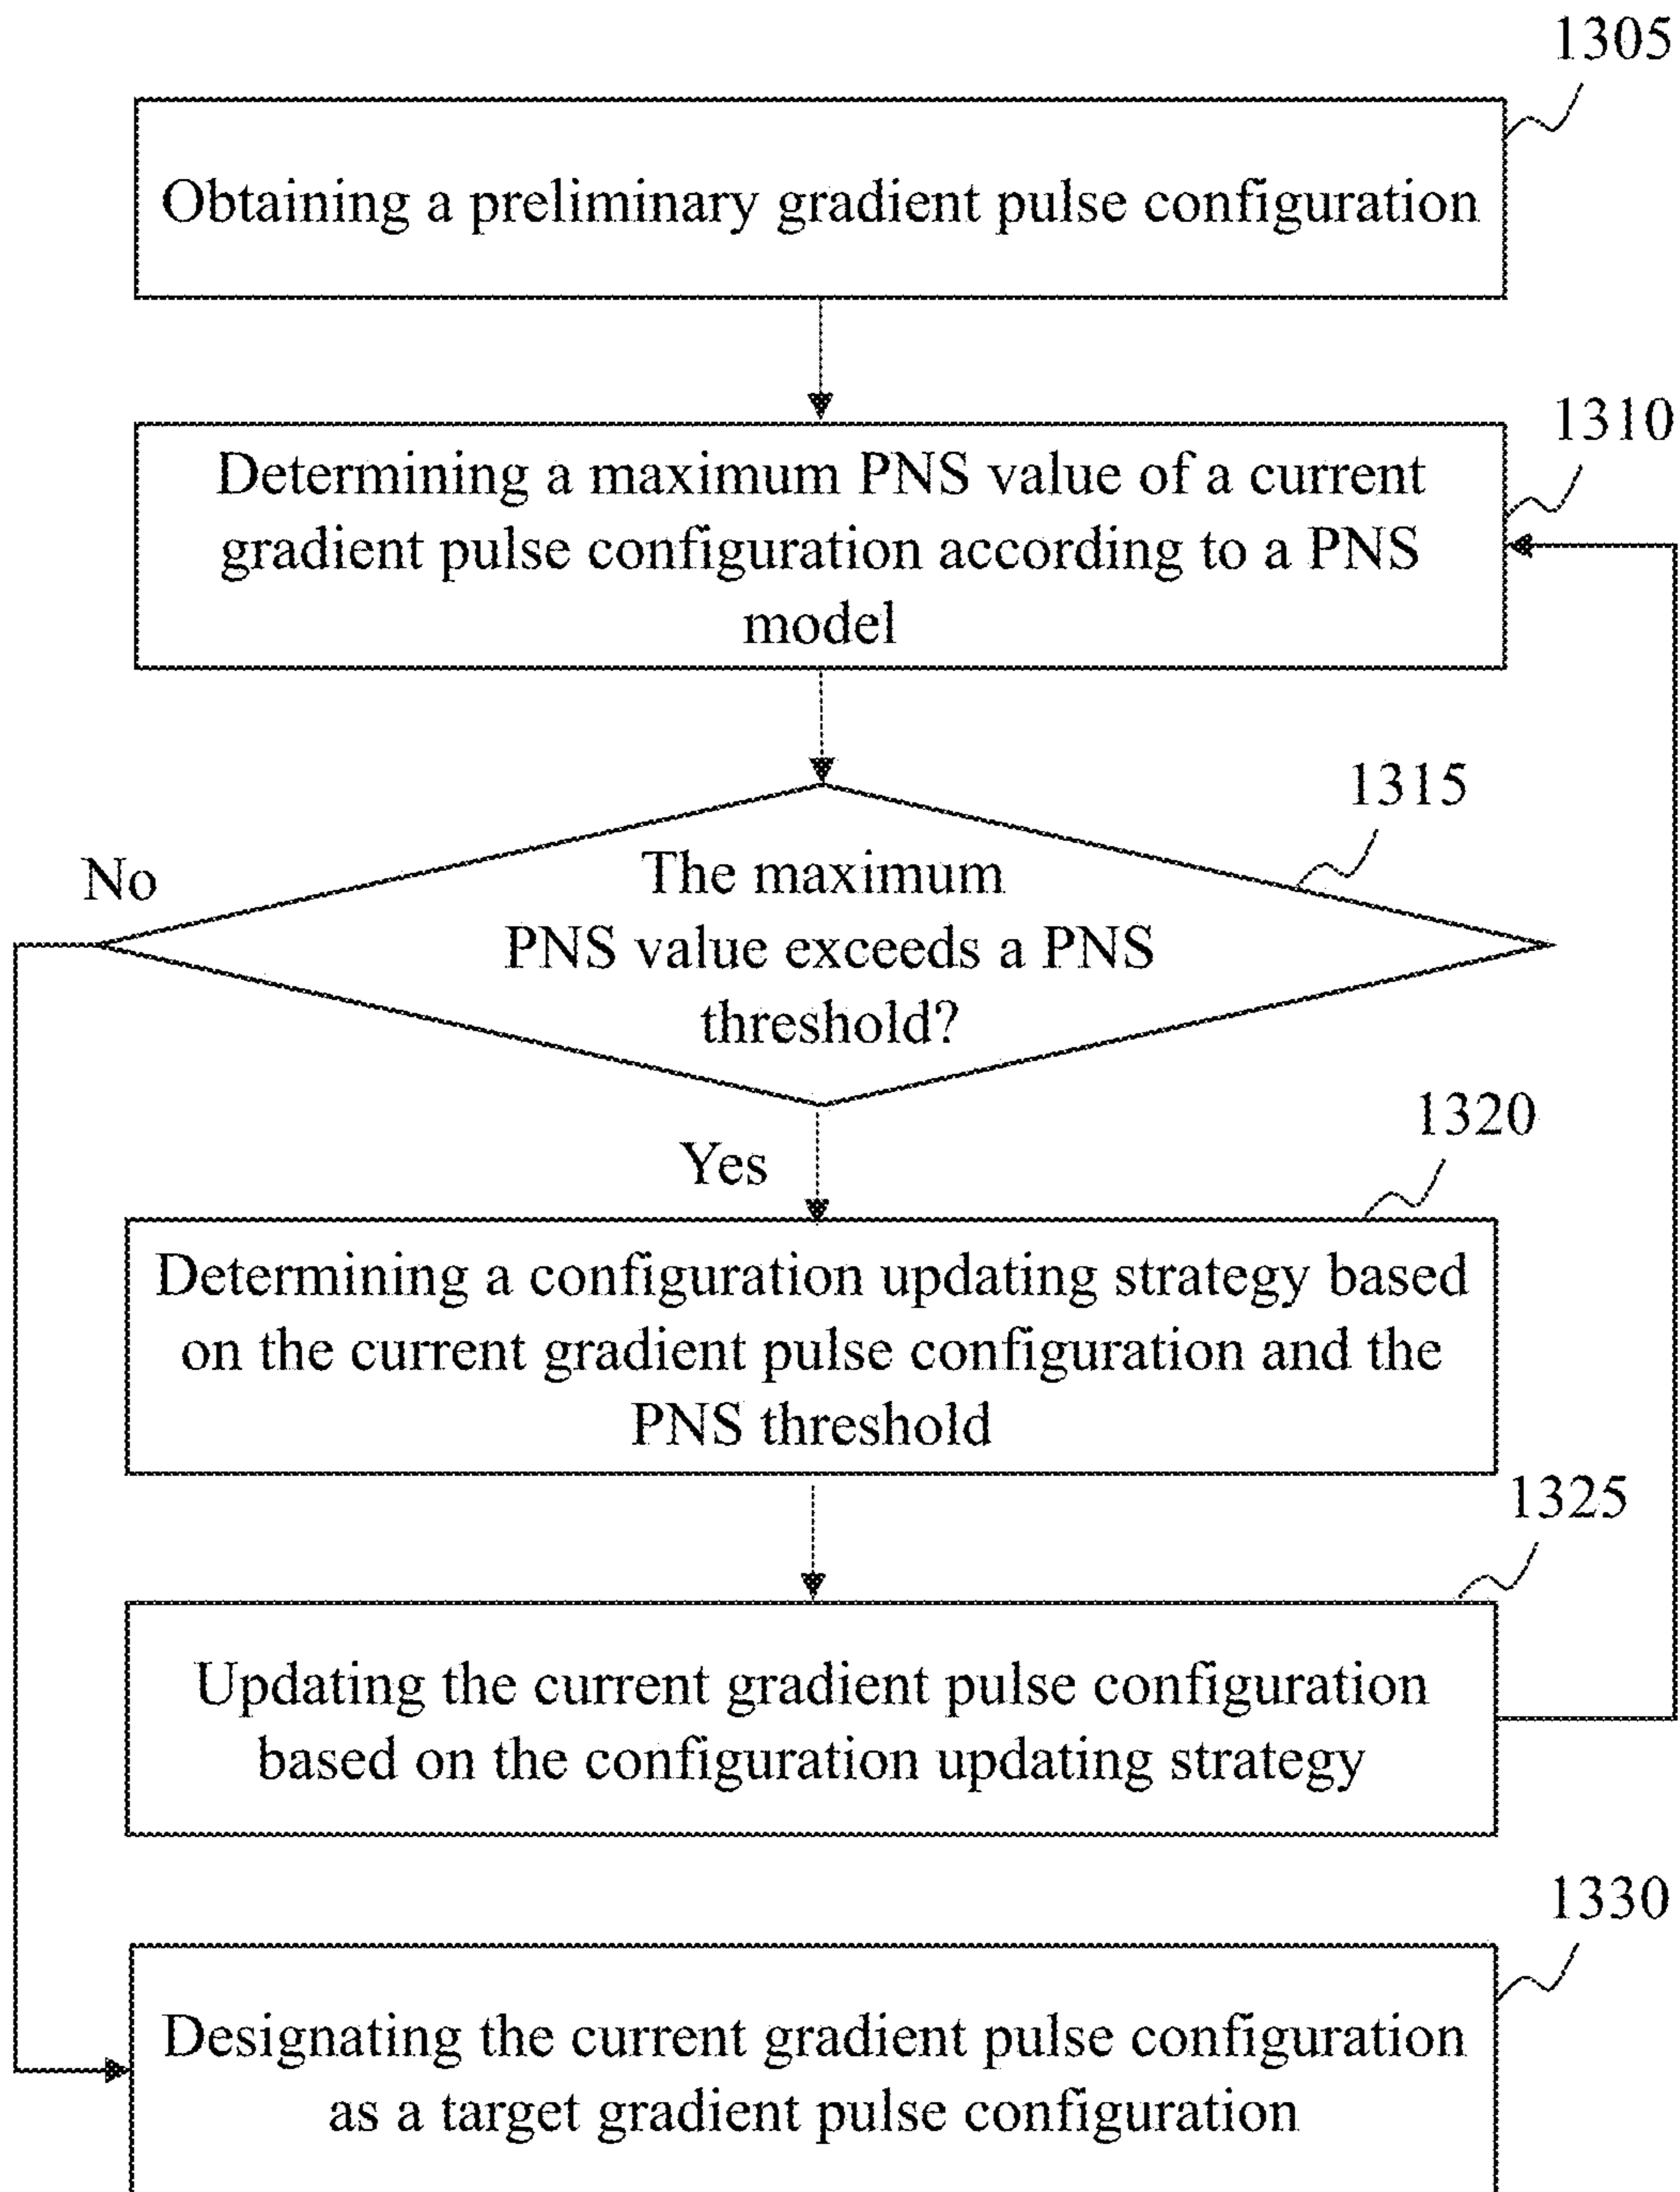 1305
Obtaining a preliminary gradient pulse configuration
1310
Determining a maximum PNS value of a current
gradient pulse configuration according to a PNS
model
1315
No
The maximum
PNS value exceeds a PNS
threshold?
Yes
1320
Determining a configuration updating strategy based
on the current gradient pulse configuration and the
PNS threshold
1325
Updating the current gradient pulse configuration
based on the configuration updating strategy
1330
Designating the current gradient pulse configuration
as a target gradient pulse configuration